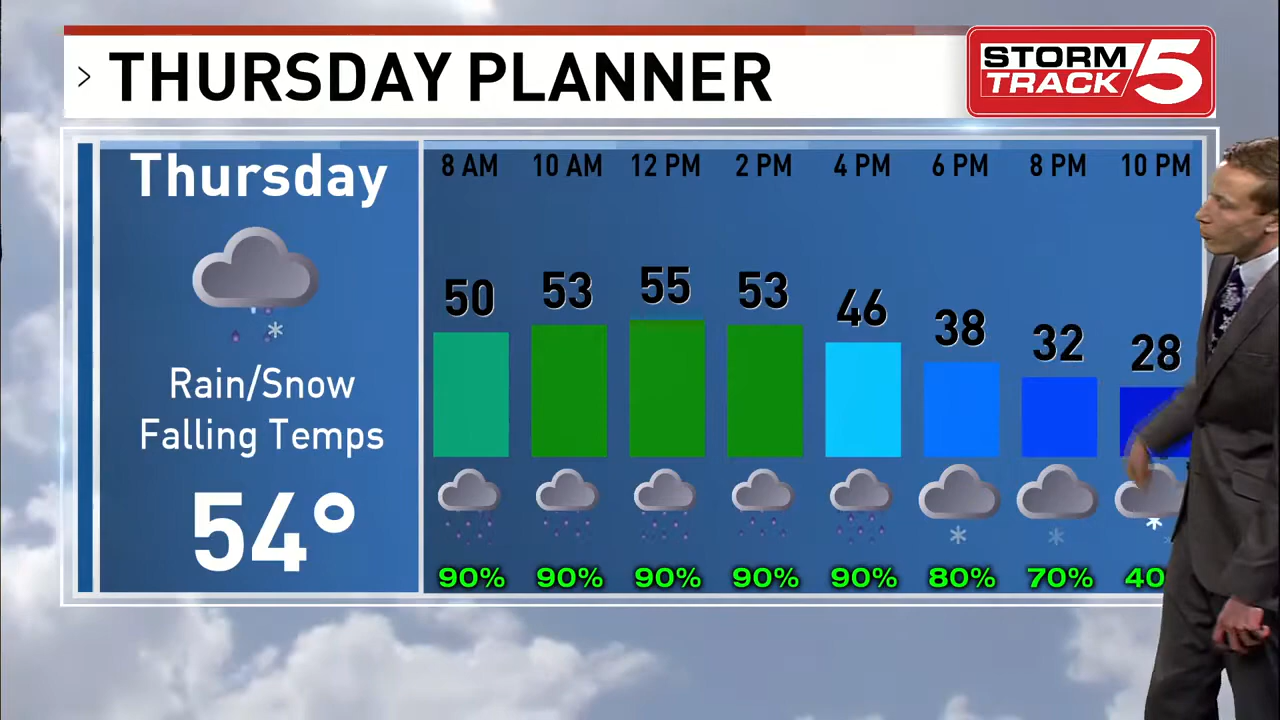 > THURSDAY PLANNER
STORM
TRACK 5
Thursday
Rain/Snow
Falling Temps
54°
8 AM 10 AM 12 PM 2 PM 4 PM 6 PM 8 PM 10 PM
50 53 55 53 46 38 32 28
90% 90% 90% 90% 90% 80% 70% 40